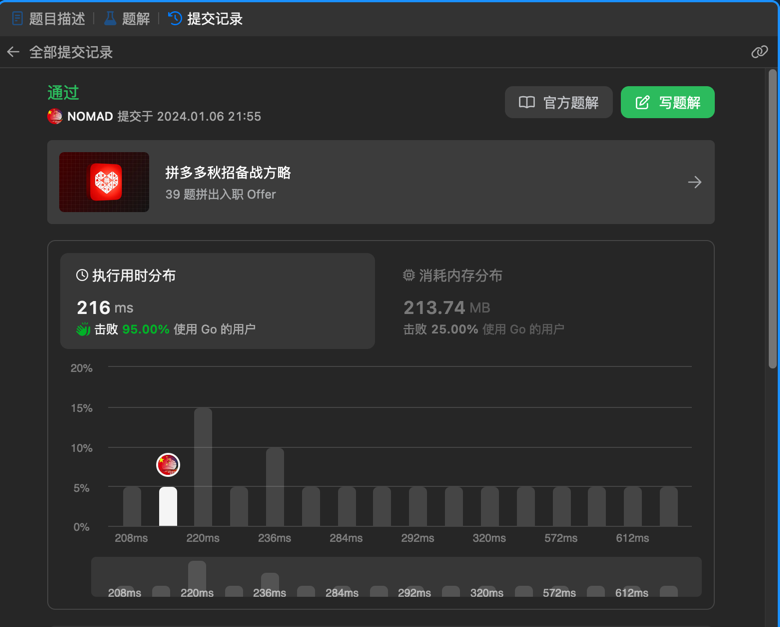 题目描述 题解 提交记录
全部提交记录
通过
NOMAD 提交于 2024.01.06 21:55
官方题解
写题解
拼多多秋招备战方略
39 题拼出入职 Offer
执行用时分布
216 ms
击败 95.00% 使用 Go 的用户
消耗内存分布
213.74 MB
击败 25.00% 使用 Go 的用户
20%
15%
10%
5%
0%
208ms 220ms 236ms 284ms 292ms 320ms 572ms 612ms
208ms 220ms 236ms 284ms 292ms 320ms 572ms 612ms